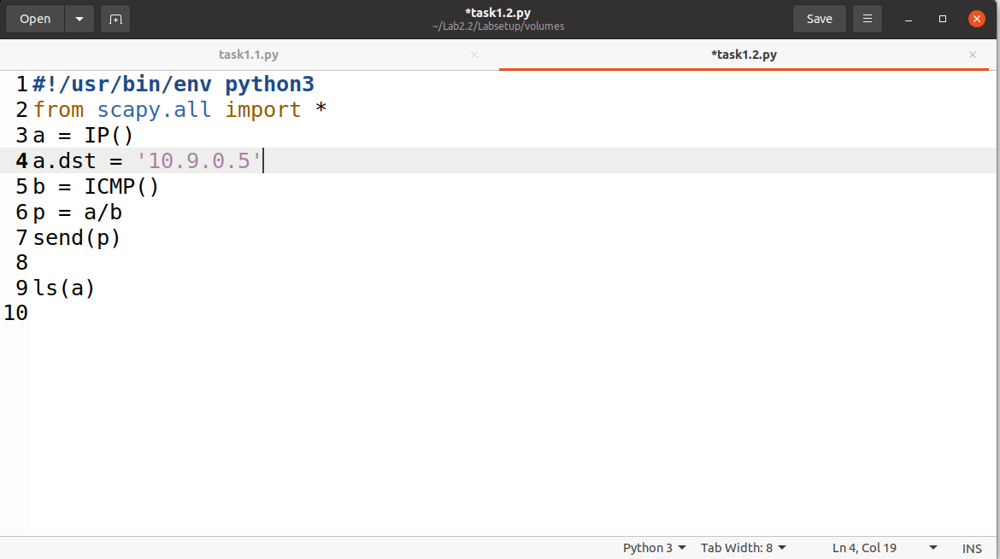 Open
*task1.2.py
~/Lab2.2/Labsetup/volumes
Save
task1.1.py
*task1.2.py
1 #!/usr/bin/env python3
2 from scapy.all import *
3 a = IP()
4 a.dst = '10.9.0.5'
5 b = ICMP()
6 p = a/b
7 send(p)
8
9 ls(a)
10
Python 3 Tab Width: 8 Ln 4, Col 19 INS